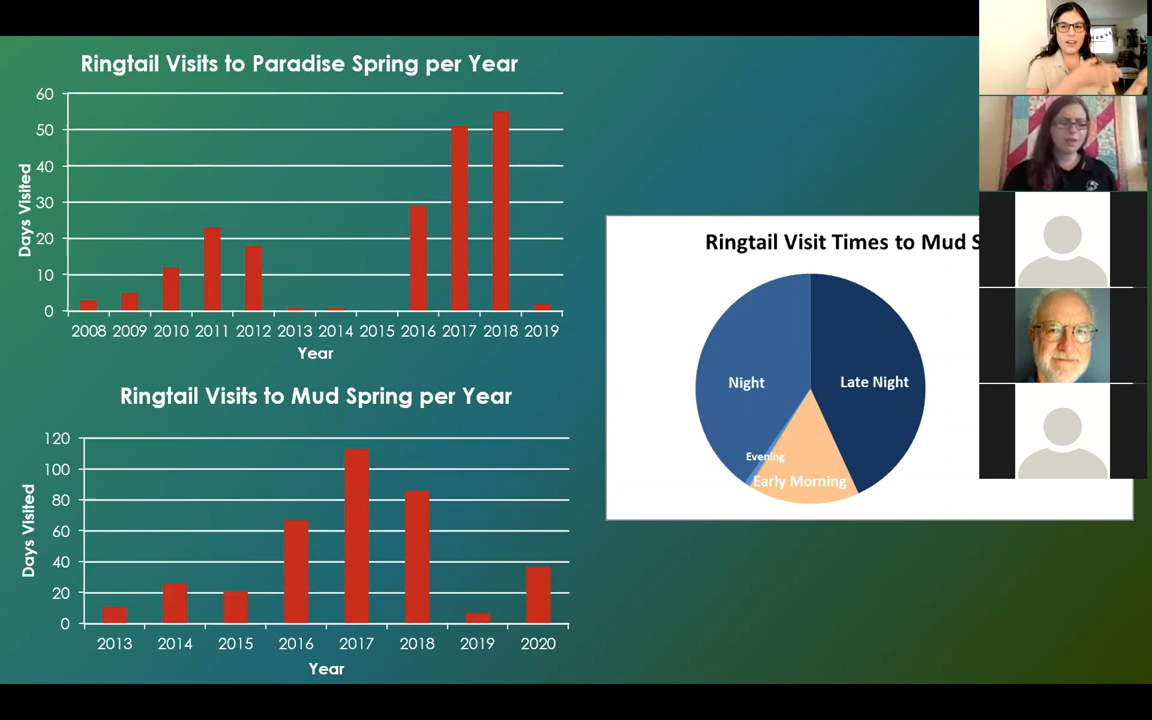 Ringtail Visits to Paradise Spring per Year
60
50
40
30
20
10
0
Days Visited
2008 2009 2010 2011 2012 2013 2014 2015 2016 2017 2018 2019
Year
Ringtail Visits to Mud Spring per Year
120
100
80
60
40
20
0
Days Visited
2013 2014 2015 2016 2017 2018 2019 2020
Year
Ringtail Visit Times to Mud S
Night
Late Night
Evening
Early Morning